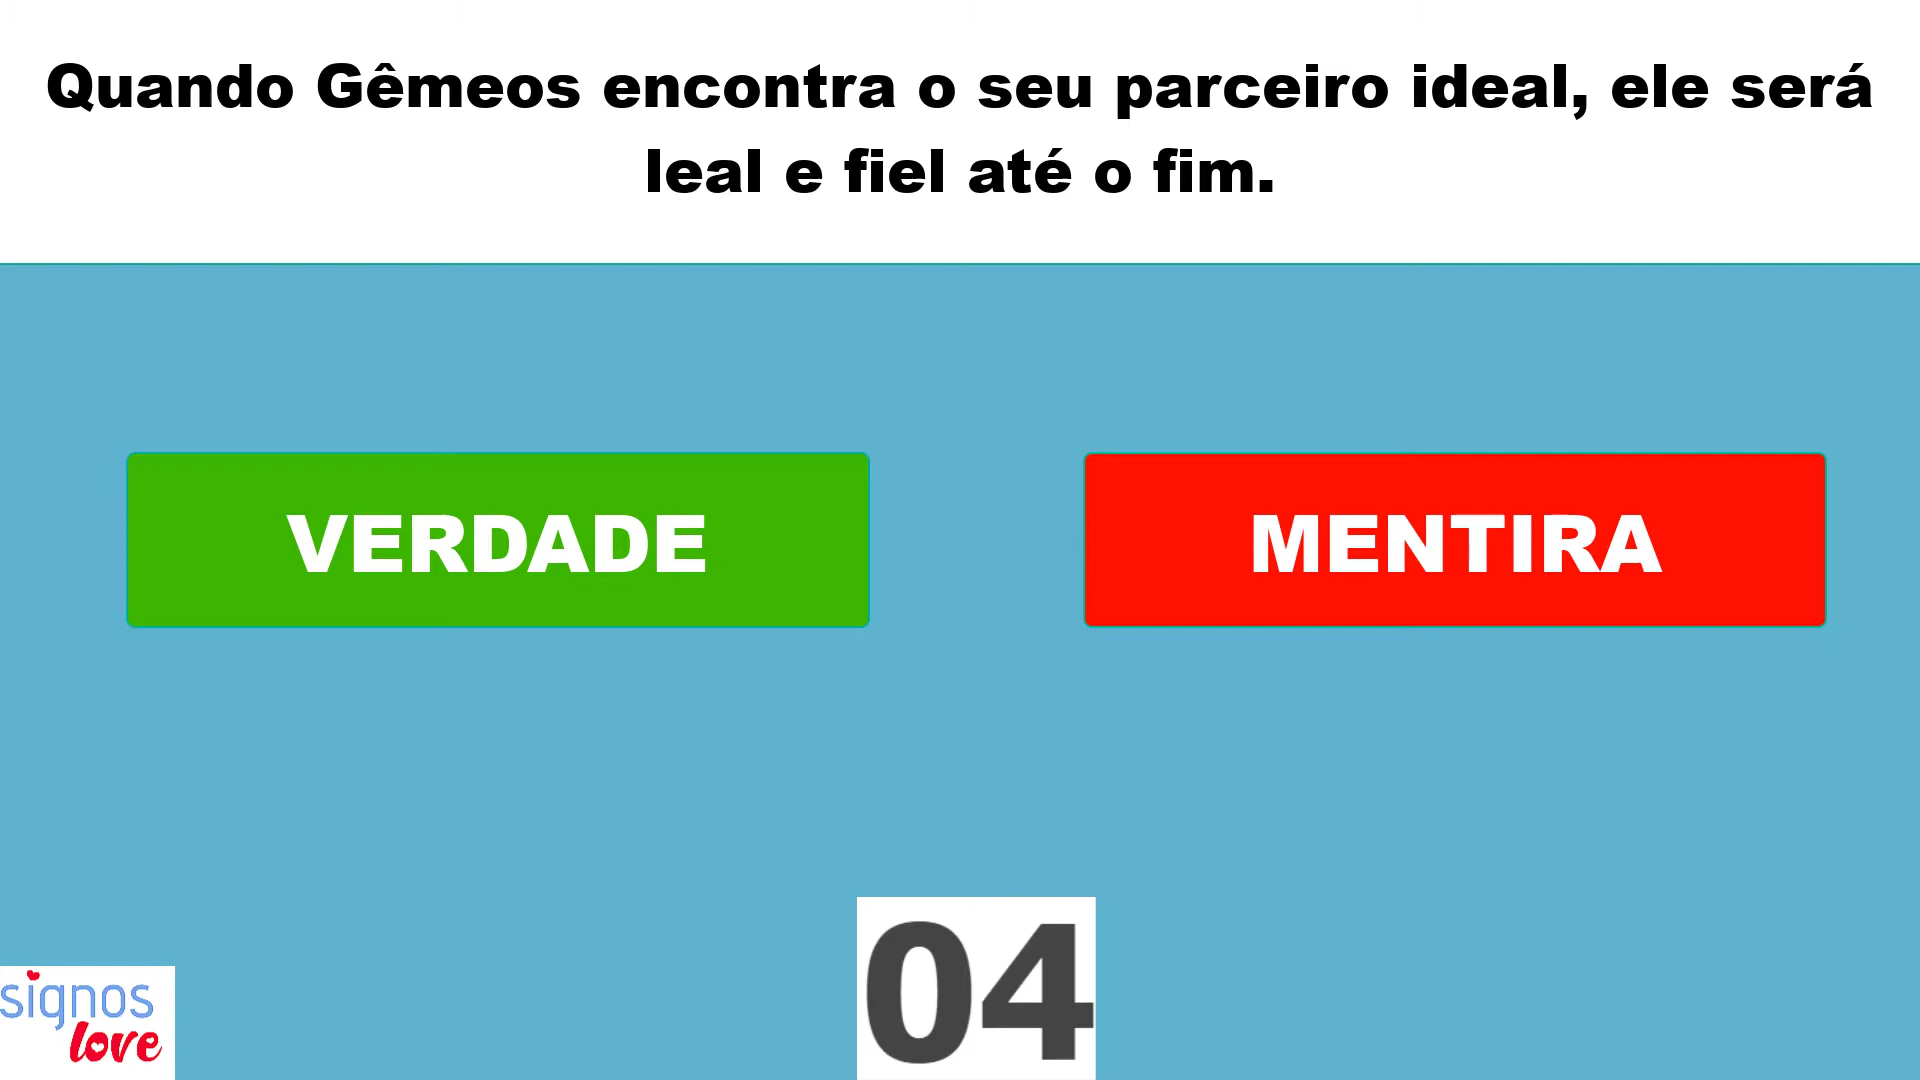 Quando Gêmeos encontra o seu parceiro ideal, ele será
leal e fiel até o fim.
VERDADE
MENTIRA
04
signos
love